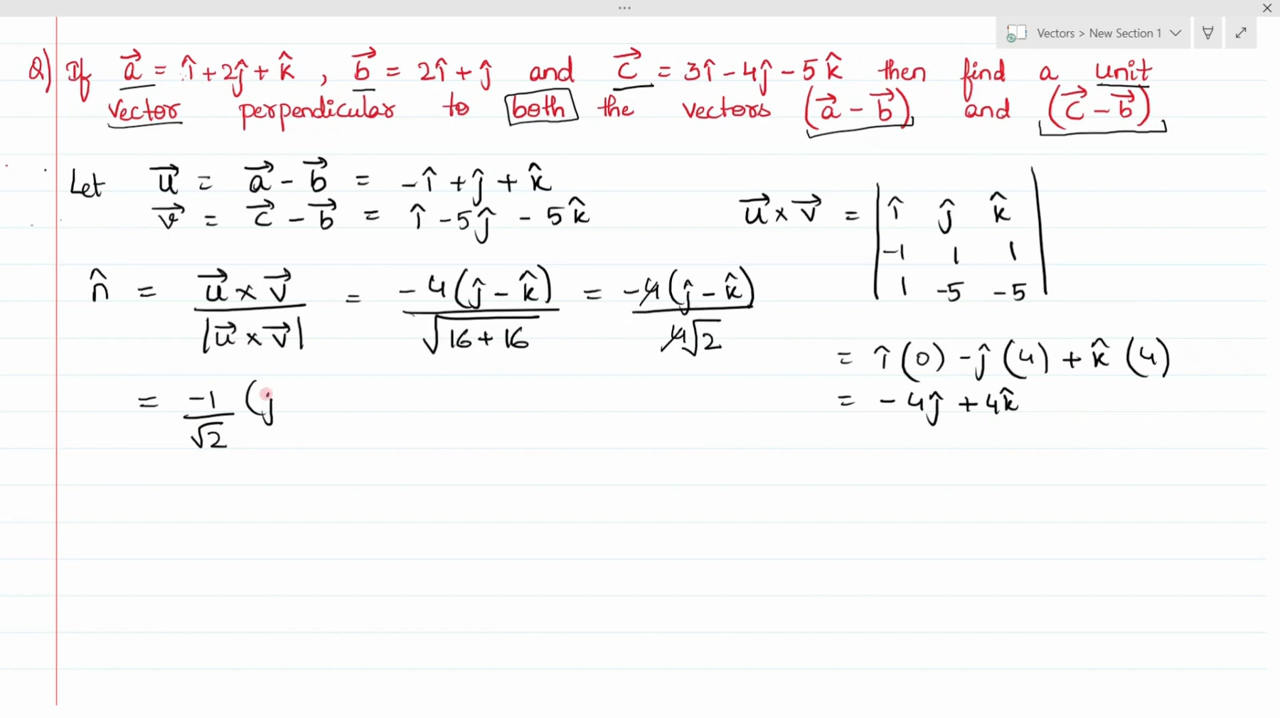 ...
Vectors > New Section 1
Q) If a⃗ = î + 2ĵ + k̂ , b⃗ = 2î + ĵ and c⃗ = 3î - 4ĵ - 5k̂ then find a unit
vector perpendicular to both the vectors (a⃗ - b⃗) and (c⃗ - b⃗)
Let u⃗ = a⃗ - b⃗ = -î + ĵ + k̂
v⃗ = c⃗ - b⃗ = î - 5ĵ - 5k̂
n̂ = u⃗ × v⃗ / |u⃗ × v⃗| = -4(ĵ - k̂) / √16+16 = -4(ĵ - k̂) / 4√2
= -1/√2 (j
u⃗ × v⃗ = | î ĵ k̂ |
| -1 1 1 |
| 1 -5 -5 |
= î(0) - ĵ(4) + k̂(4)
= -4ĵ + 4k̂